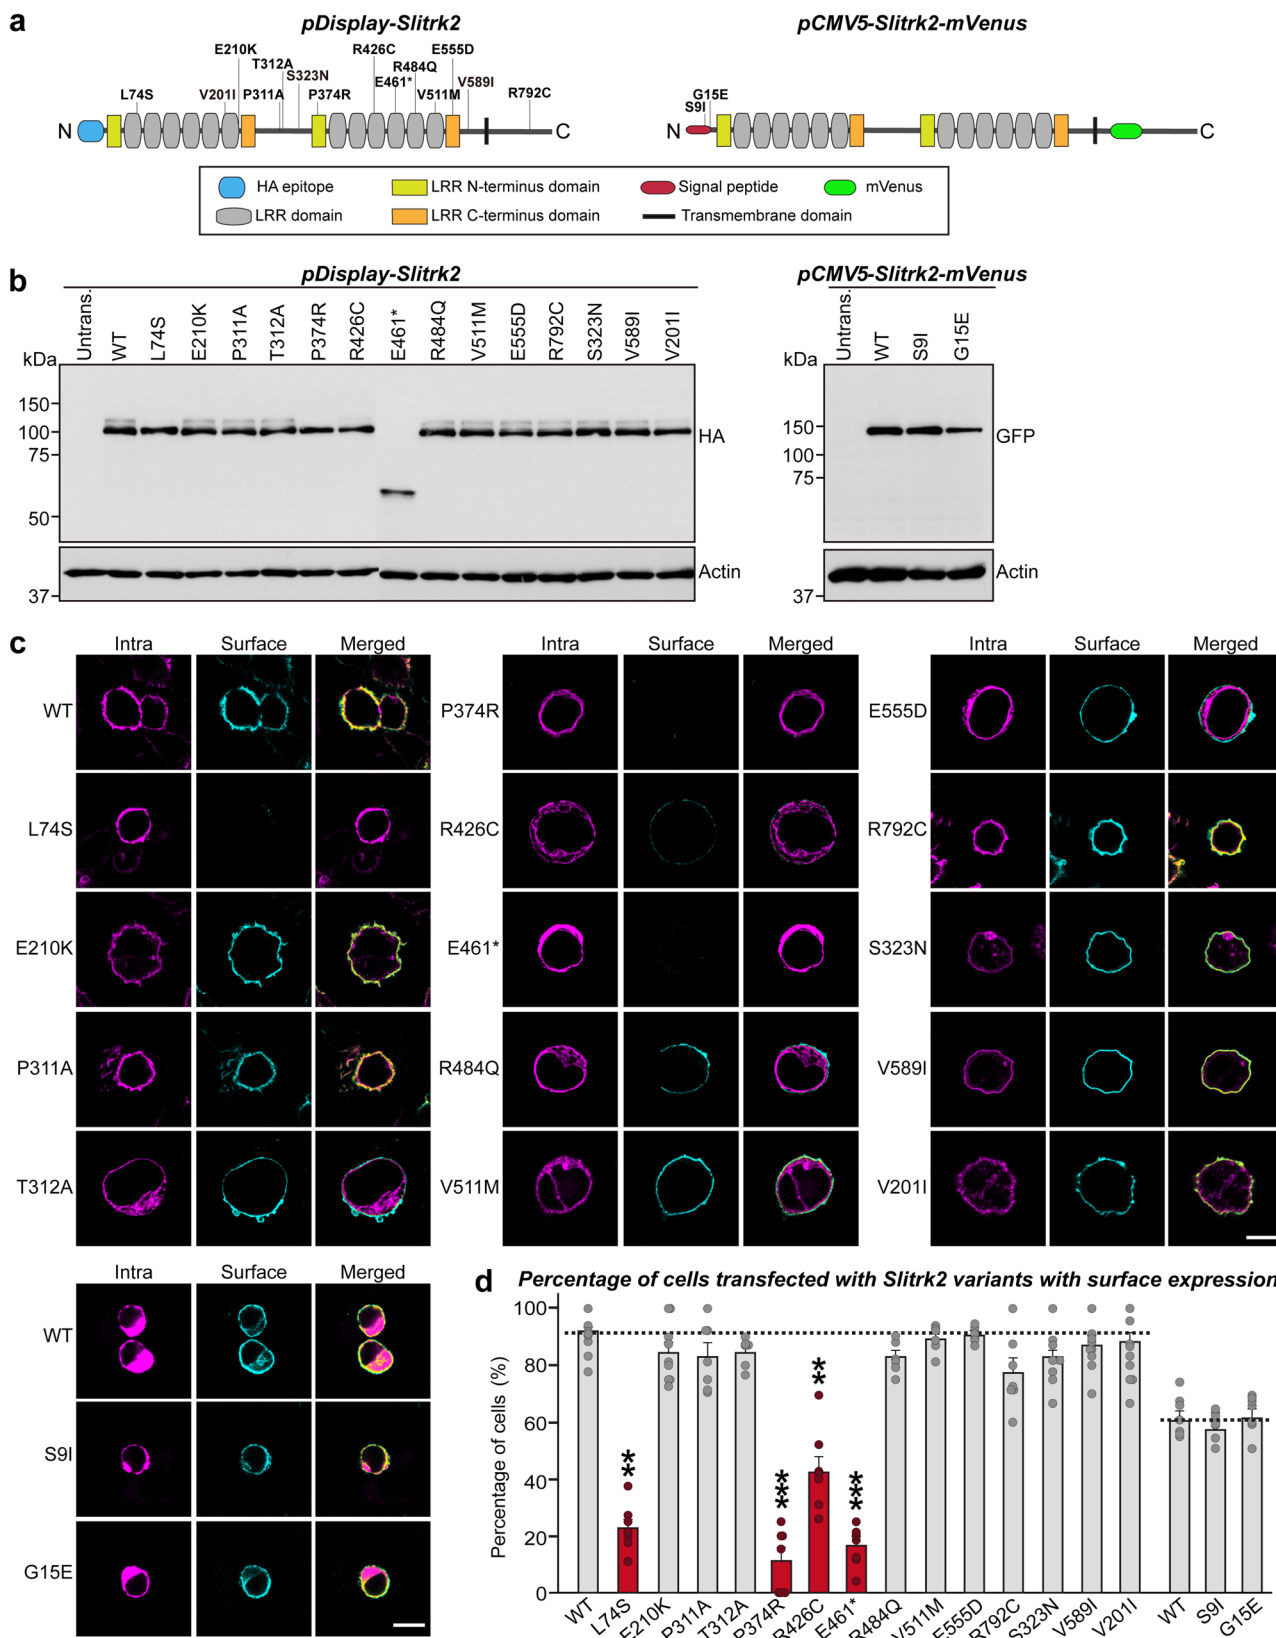 a
pDisplay-Slitrk2
pCMV5-Slitrk2-mVenus
E210K R426C E555D
T312A R484Q
S323N E461* V589I
L74S V201I P311A P374R V511M R792C
G15E
S9I
N C
N C
HA epitope LRR N-terminus domain Signal peptide mVenus
LRR domain LRR C-terminus domain Transmembrane domain
b
pDisplay-Slitrk2
pCMV5-Slitrk2-mVenus
Untrans. WT L74S E210K P311A T312A P374R R426C E461* R484Q V511M E555D R792C S323N V589I V201I
Untrans. WT S9I G15E
kDa
150
100
75
50
HA
37
Actin
kDa
150
100
75
GFP
37
Actin
c
Intra Surface Merged
WT
L74S
E210K
P311A
T312A
Intra Surface Merged
P374R
R426C
E461*
R484Q
V511M
Intra Surface Merged
E555D
R792C
S323N
V589I
V201I
Intra Surface Merged
WT
S9I
G15E
d
Percentage of cells transfected with Slitrk2 variants with surface expression
Percentage of cells (%)
100
80
60
40
20
0
** *** ** ***
WT L74S E210K P311A T312A P374R R426C E461* R484Q V511M E555D R792C S323N V589I V201I WT S9I G15E